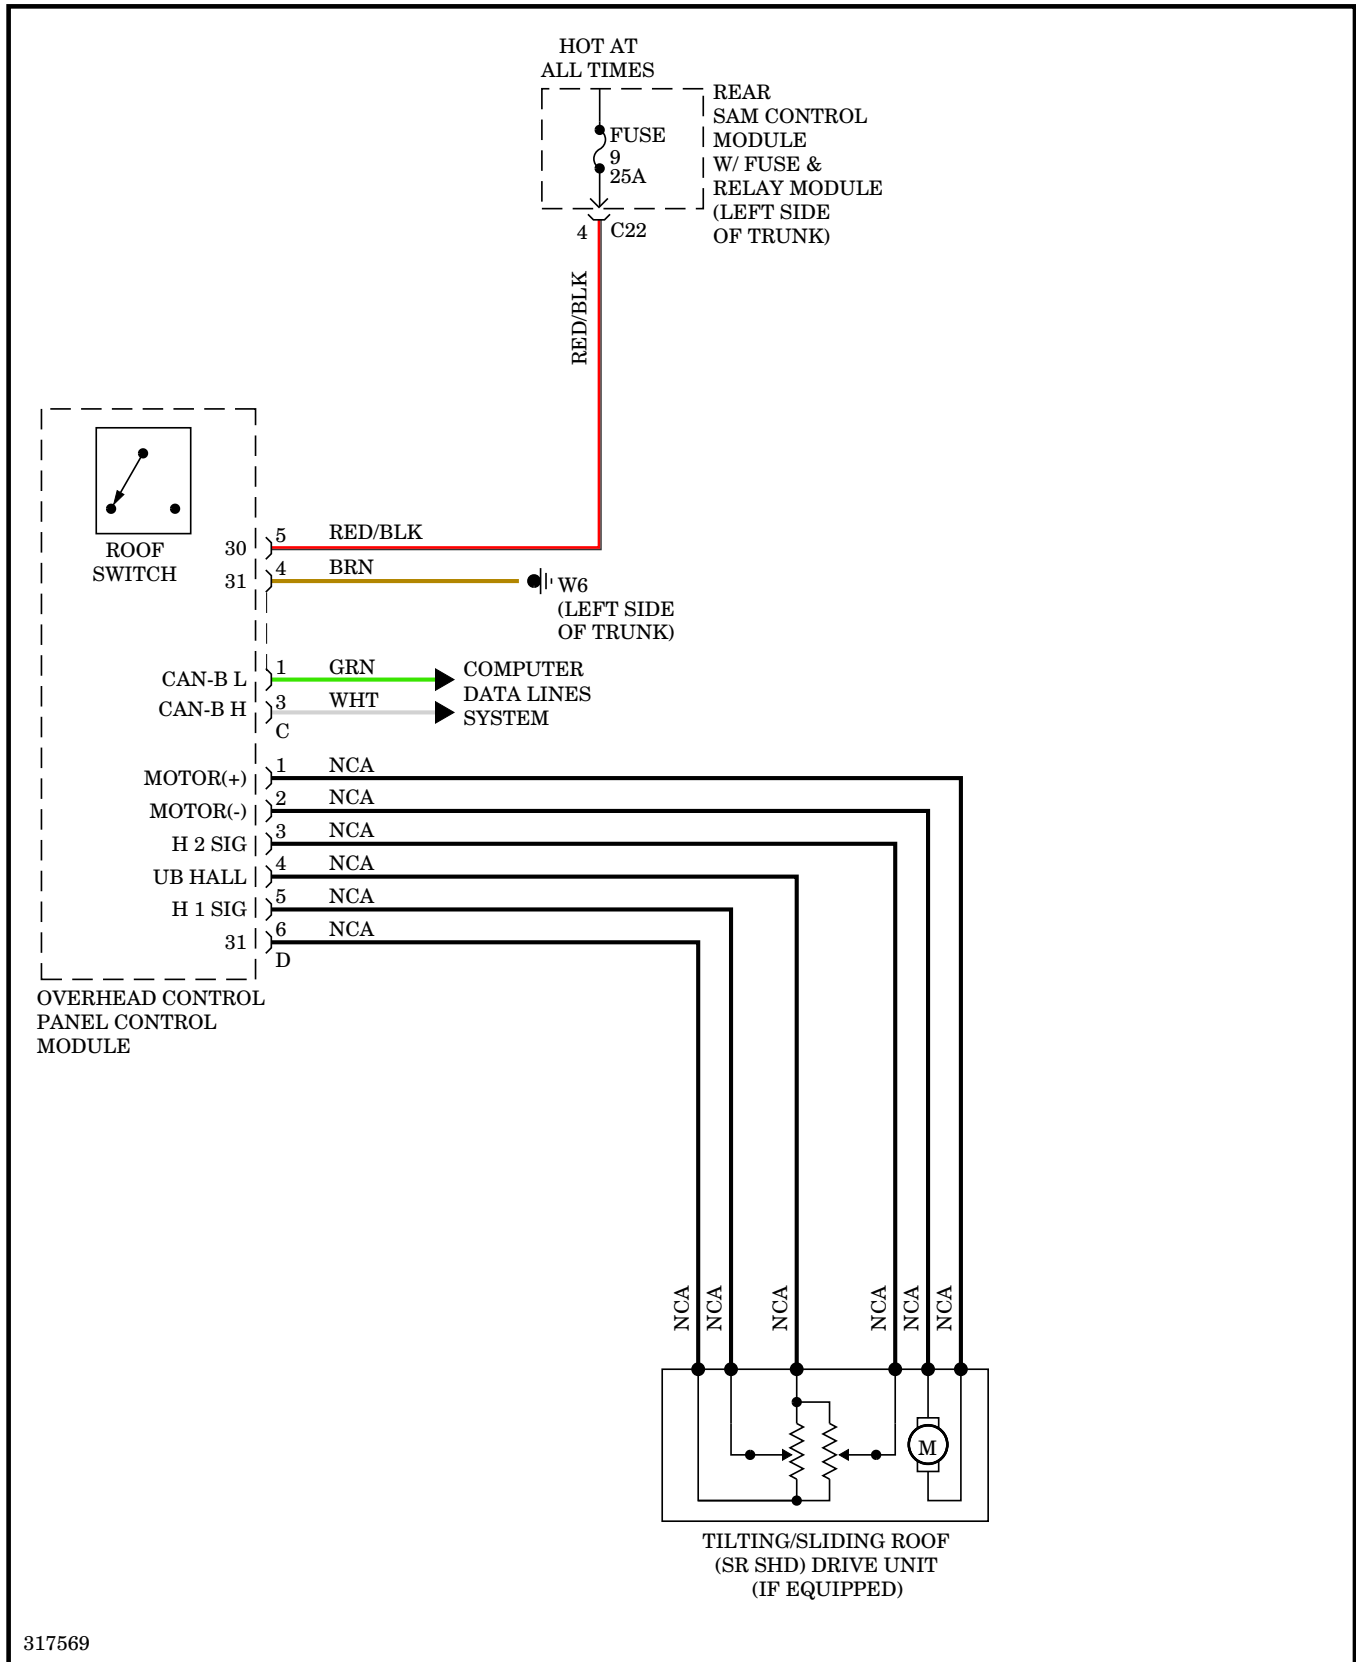 HOT AT
ALL TIMES
REAR
SAM CONTROL
MODULE
W/ FUSE &
RELAY MODULE
(LEFT SIDE
OF TRUNK)
FUSE
9
25A
4 C22
RED/BLK
ROOF
SWITCH
30 5 RED/BLK
31 4 BRN
W6
(LEFT SIDE
OF TRUNK)
CAN-B L 1 GRN
CAN-B H 3 WHT
C
COMPUTER
DATA LINES
SYSTEM
MOTOR(+) 1 NCA
MOTOR(-) 2 NCA
H 2 SIG 3 NCA
UB HALL 4 NCA
H 1 SIG 5 NCA
31 6 NCA
D
OVERHEAD CONTROL
PANEL CONTROL
MODULE
NCA
NCA
NCA
NCA
NCA
NCA
M
TILTING/SLIDING ROOF
(SR SHD) DRIVE UNIT
(IF EQUIPPED)
317569